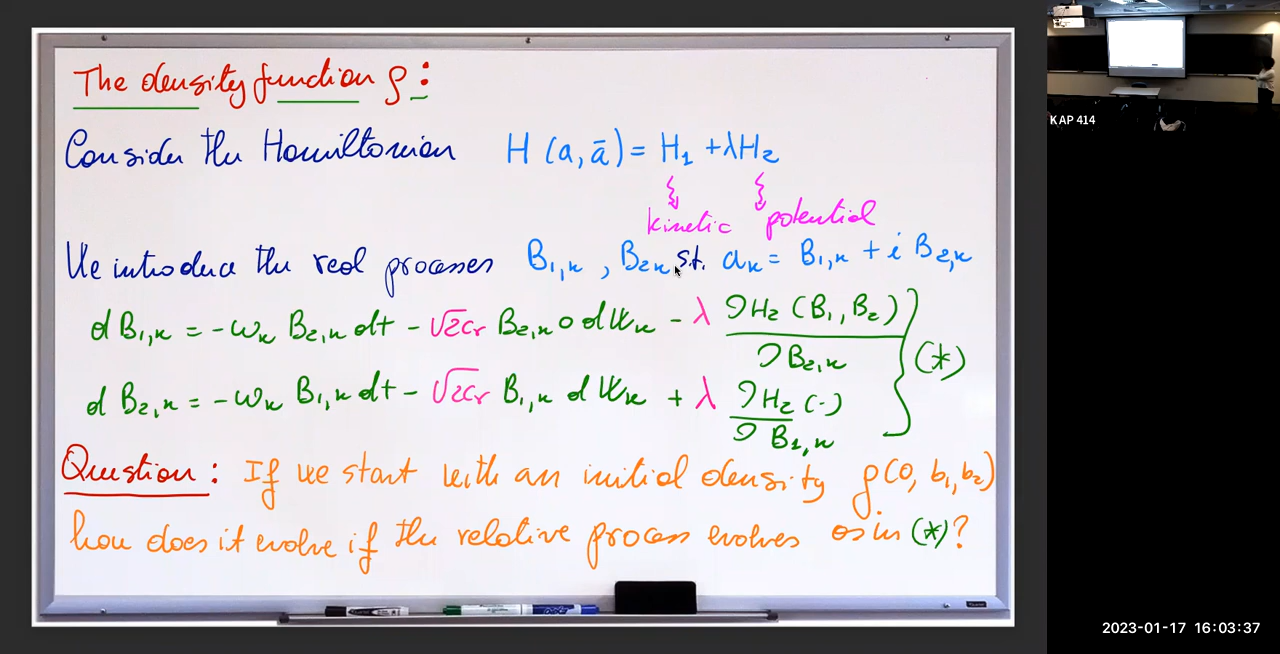 The density function ρ :
Consider the Hamiltonian H (a, ā) = H₁ + λH₂
kinetic potential
We introduce the real processes B₁,ₖ , B₂ₖ s.t. aₖ = B₁,ₖ + i B₂,ₖ
d B₁,ₖ = -ωₖ B₂,ₖ dt - √2cᵣ B₂,ₖ o dWₖ - λ ∂H₂ (B₁, B₂) / ∂B₂,ₖ
d B₂,ₖ = -ωₖ B₁,ₖ dt - √2cᵣ B₁,ₖ d Wₖ + λ ∂H₂ (·) / ∂ B₁,ₖ
(*)
Question : If we start with an initial density ρ(0, b₁, b₂)
how does it evolve if the relative process evolves as in (*)?
KAP 414
2023-01-17 16:03:37